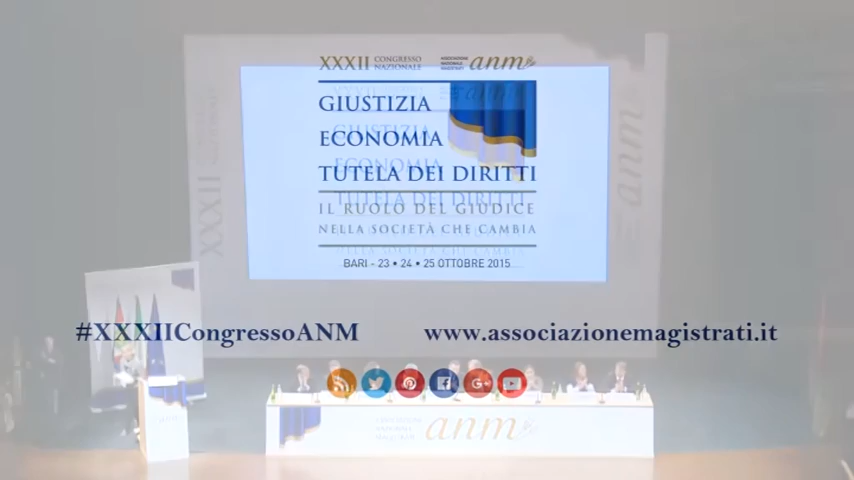 XXXII CONGRESSO NAZIONALE ASSOCIAZIONE NAZIONALE MAGISTRATI anm
GIUSTIZIA
ECONOMIA
TUTELA DEI DIRITTI
IL RUOLO DEL GIUDICE
NELLA SOCIETÀ CHE CAMBIA
BARI - 23 • 24 • 25 OTTOBRE 2015
#XXXIICongressoANM www.associazionemagistrati.it
anm